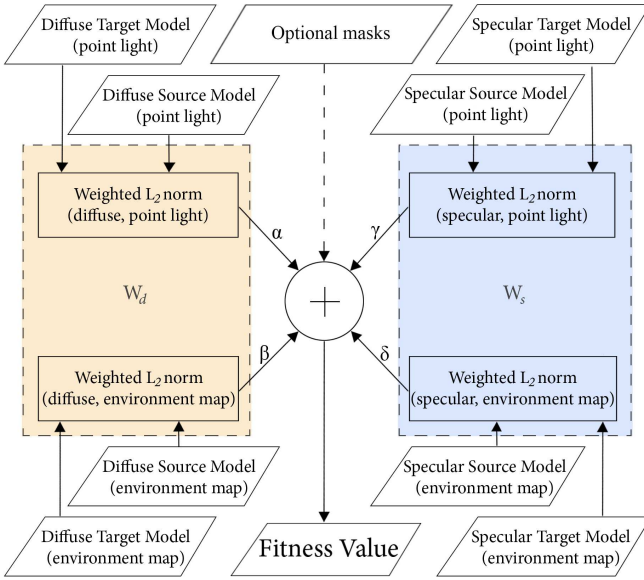 Diffuse Target Model
(point light)
Optional masks
Specular Target Model
(point light)
Diffuse Source Model
(point light)
Specular Source Model
(point light)
Weighted L2 norm
(diffuse, point light)
Weighted L2 norm
(specular, point light)
α
γ
Wd
+
Ws
β
δ
Weighted L2 norm
(diffuse, environment map)
Weighted L2 norm
(specular, environment map)
Diffuse Source Model
(environment map)
Specular Source Model
(environment map)
Diffuse Target Model
(environment map)
Fitness Value
Specular Target Model
(environment map)